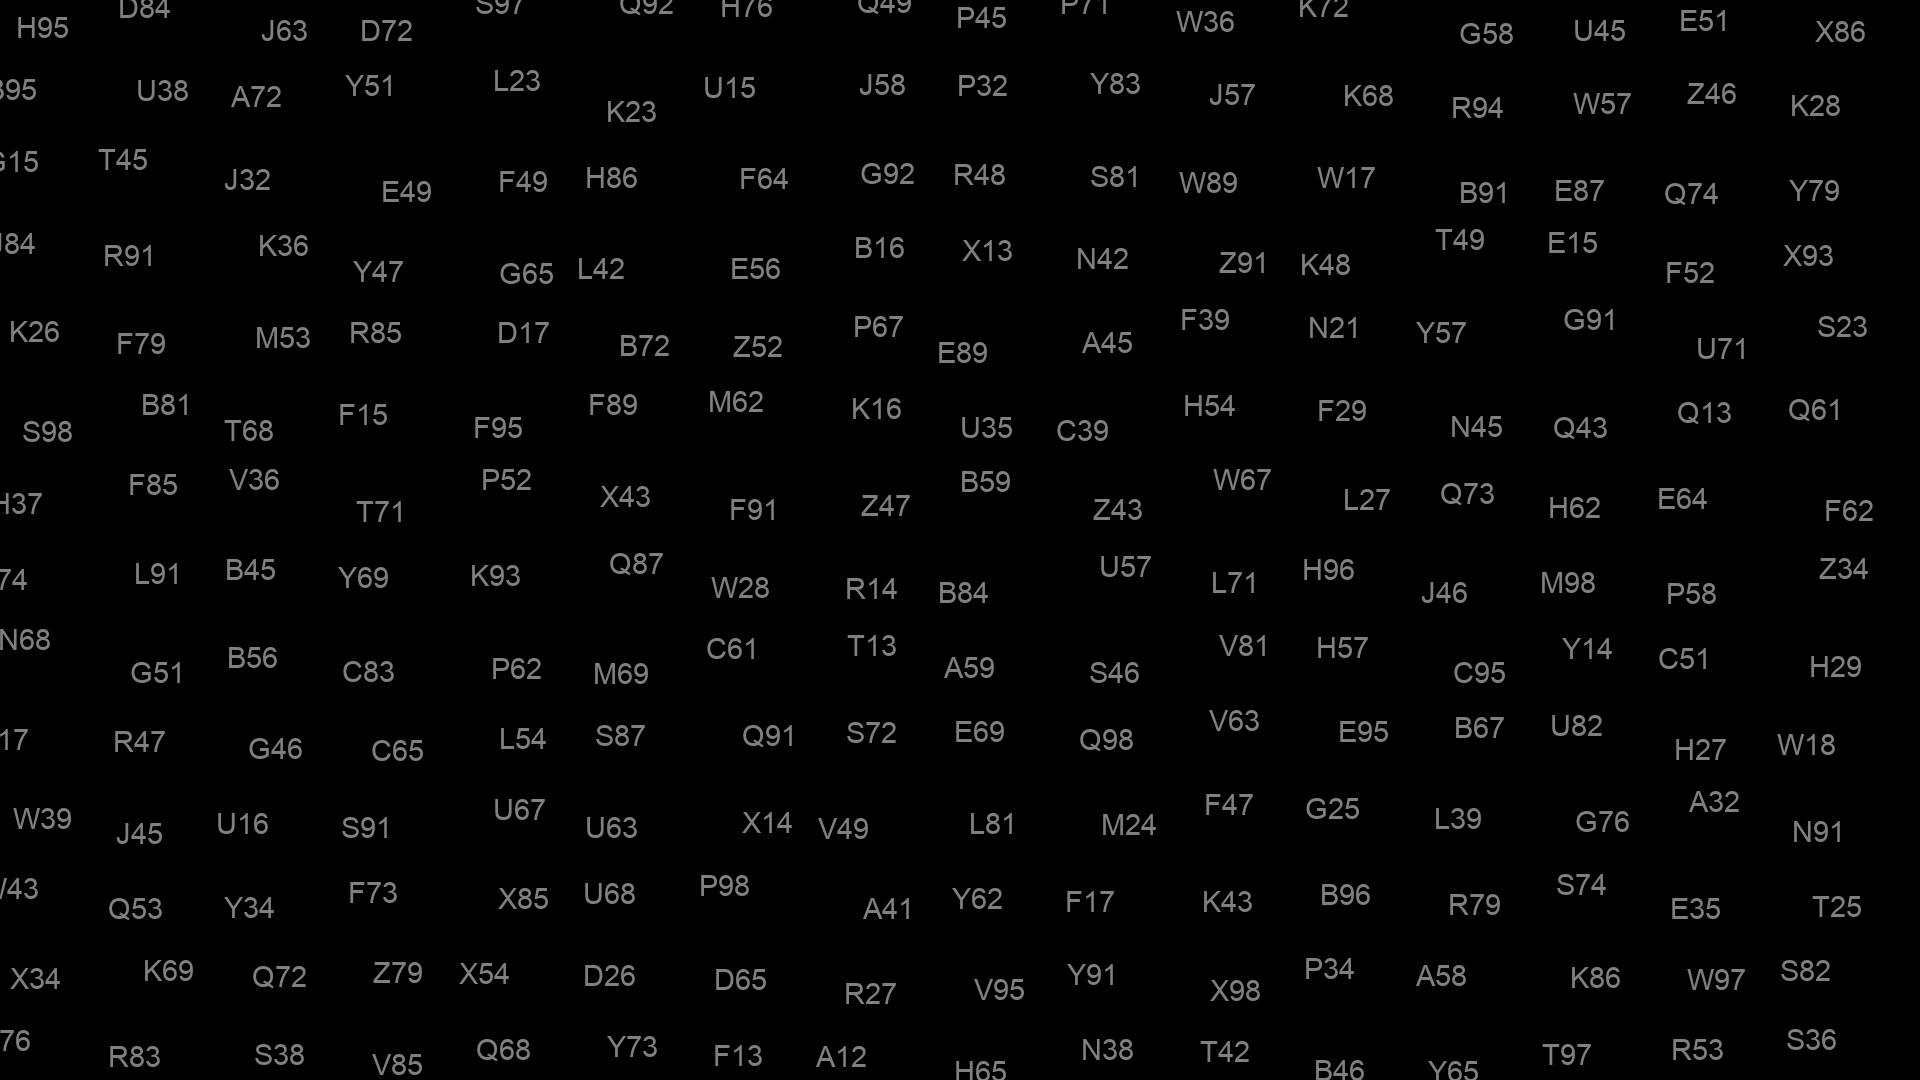 H95 D84 J63 D72 S97 Q92 H76 Q49 P45 P71 W36 K72 G58 U45 E51 X86
U38 A72 Y51 L23 K23 U15 J58 P32 Y83 J57 K68 R94 W57 Z46 K28
T45 J32 E49 F49 H86 F64 G92 R48 S81 W89 W17 B91 E87 Q74 Y79
R91 K36 Y47 G65 L42 E56 B16 X13 N42 Z91 K48 T49 E15 F52 X93
K26 F79 M53 R85 D17 B72 Z52 P67 E89 A45 F39 N21 Y57 G91 U71 S23
S98 B81 T68 F15 F95 F89 M62 K16 U35 C39 H54 F29 N45 Q43 Q13 Q61
H37 F85 V36 T71 P52 X43 F91 Z47 B59 Z43 W67 L27 Q73 H62 E64 F62
74 L91 B45 Y69 K93 Q87 W28 R14 B84 U57 L71 H96 J46 M98 P58 Z34
N68 G51 B56 C83 P62 M69 C61 T13 A59 S46 V81 H57 C95 Y14 C51 H29
17 R47 G46 C65 L54 S87 Q91 S72 E69 Q98 V63 E95 B67 U82 H27 W18
W39 J45 U16 S91 U67 U63 X14 V49 L81 M24 F47 G25 L39 G76 A32 N91
Q53 Y34 F73 X85 U68 P98 A41 Y62 F17 K43 B96 R79 S74 E35 T25
X34 K69 Q72 Z79 X54 D26 D65 R27 V95 Y91 X98 P34 A58 K86 W97 S82
76 R83 S38 V85 Q68 Y73 F13 A12 H65 N38 T42 B46 Y65 T97 R53 S36